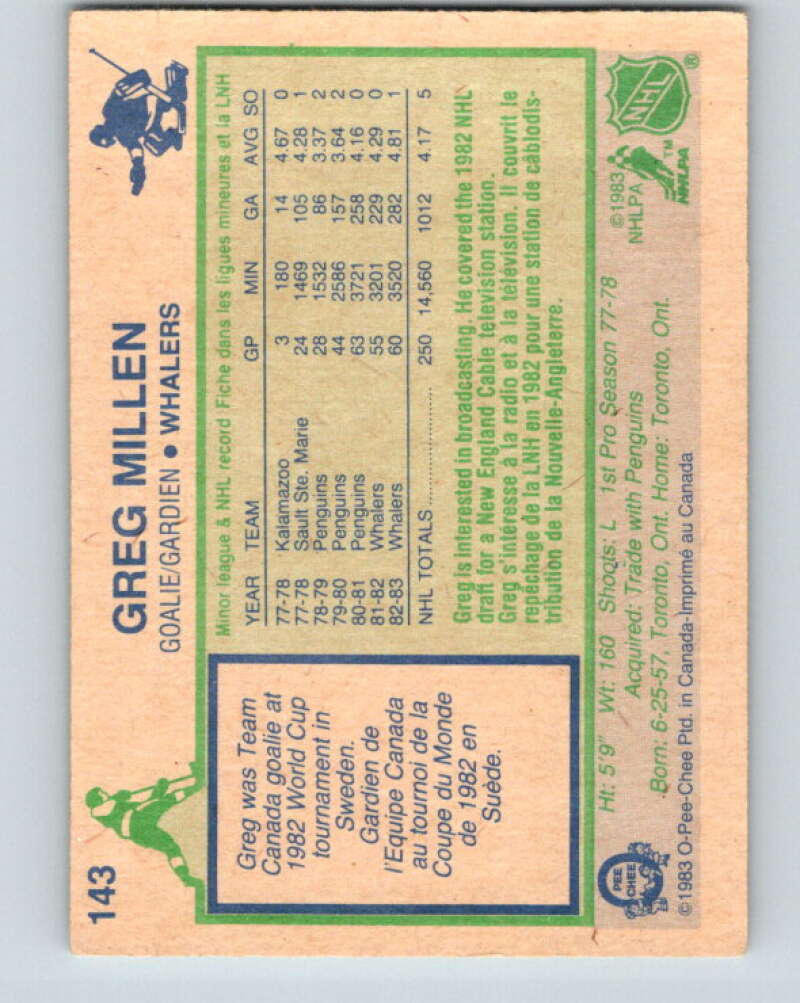 143
GREG MILLEN
GOALIE/GARDIEN • WHALERS
Greg was Team
Canada goalie at
1982 World Cup
tournament in
Sweden.
Gardien de
l'Equipe Canada
au tournoi de la
Coupe du Monde
de 1982 en
Suède.
Minor league & NHL record Fiche dans les ligues mineures et la LNH
YEAR TEAM GP MIN GA AVG SO
77-78 Kalamazoo 3 180 14 4.67 0
77-78 Sault Ste. Marie 24 1469 105 4.28 1
78-79 Penguins 28 1532 86 3.37 2
79-80 Penguins 44 2586 157 3.64 2
80-81 Penguins 63 3721 258 4.16 0
81-82 Whalers 55 3201 229 4.29 0
82-83 Whalers 60 3520 282 4.81 1
NHL TOTALS 250 14,560 1012 4.17 5
Greg is interested in broadcasting. He covered the 1982 NHL
draft for a New England Cable television station.
Greg s'intéresse à la radio et à la télévision. Il couvrit le
repêchage de la LNH en 1982 pour une station de câblodis-
tribution de la Nouvelle-Angleterre.
Ht: 5'9" Wt: 160 Shoots: L 1st Pro Season 77-78
Acquired: Trade with Penguins
Born: 6-25-57, Toronto, Ont. Home: Toronto, Ont.
©1983 O-Pee-Chee Ptd. in Canada-Imprimé au Canada
PEE
CHEE
©1983
NHLPA
NHL
®
TM
NHLPA